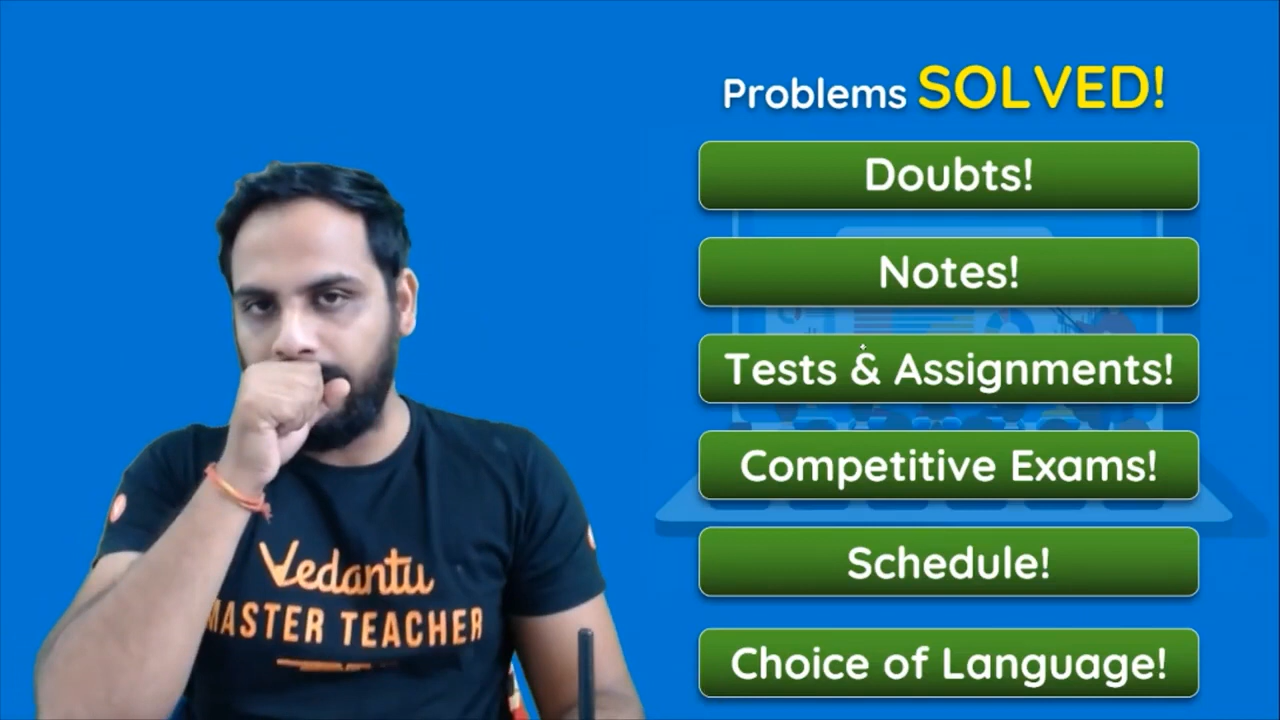 Problems SOLVED!
Doubts!
Notes!
Tests & Assignments!
Competitive Exams!
Schedule!
Choice of Language!
Vedantu
MASTER TEACHER